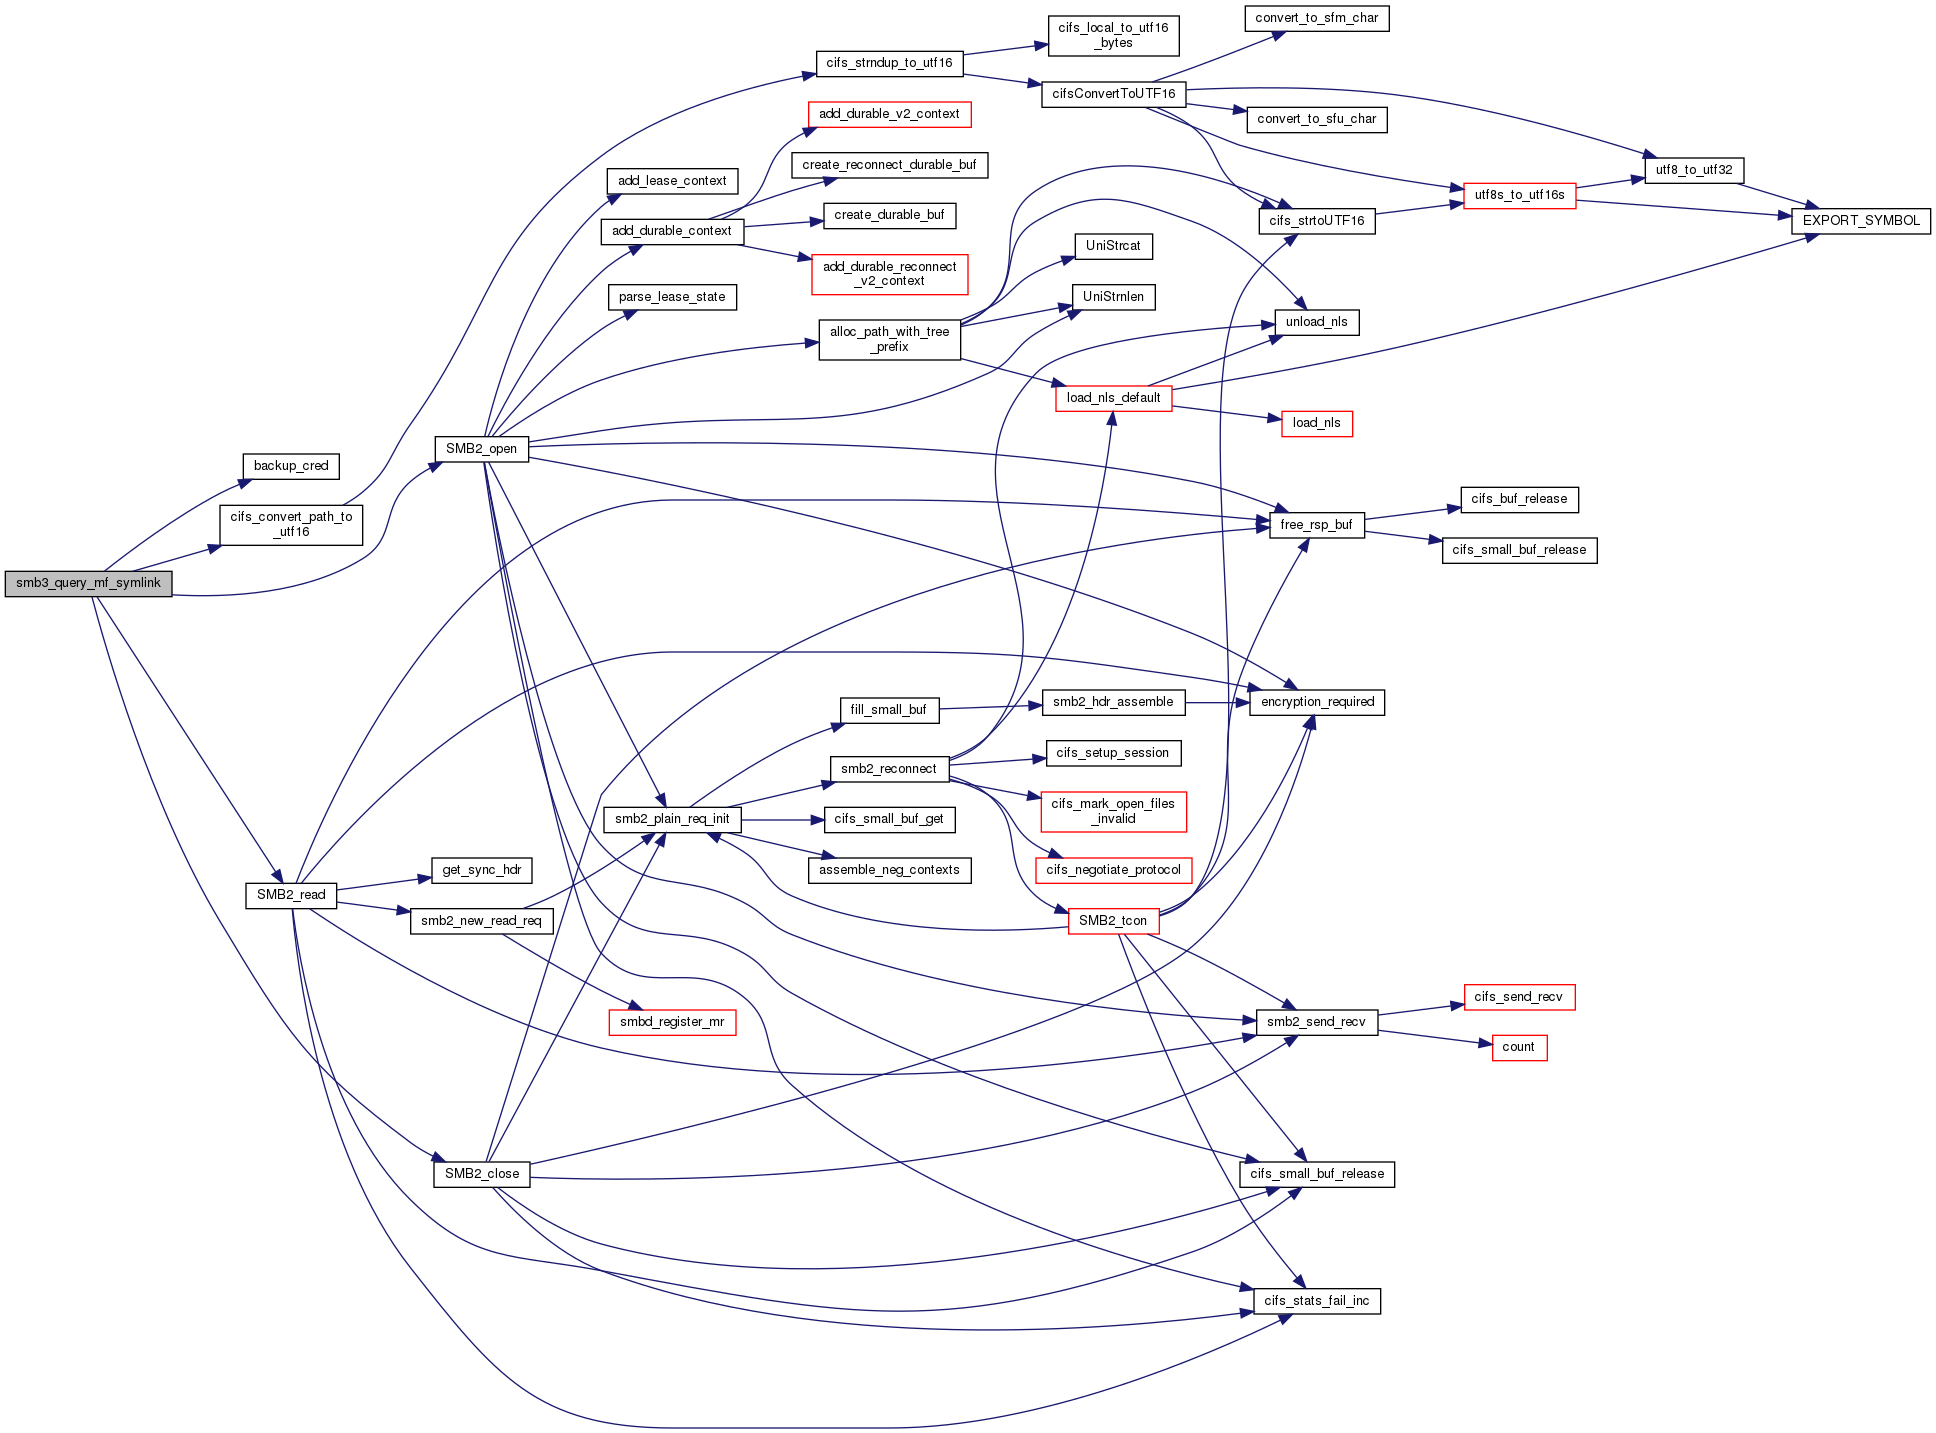 convert_to_sfm_char
cifs_local_to_utf16
_bytes
cifs_strndup_to_utf16
cifsConvertToUTF16
add_durable_v2_context
convert_to_sfu_char
create_reconnect_durable_buf
utf8_to_utf32
add_lease_context
utf8s_to_utf16s
create_durable_buf
cifs_strtoUTF16
EXPORT_SYMBOL
add_durable_context
UniStrcat
add_durable_reconnect
_v2_context
parse_lease_state
UniStrnlen
unload_nls
alloc_path_with_tree
_prefix
load_nls_default
load_nls
SMB2_open
backup_cred
cifs_buf_release
cifs_convert_path_to
_utf16
free_rsp_buf
cifs_small_buf_release
smb3_query_mf_symlink
encryption_required
smb2_hdr_assemble
fill_small_buf
cifs_setup_session
smb2_reconnect
cifs_mark_open_files
_invalid
smb2_plain_req_init
cifs_small_buf_get
get_sync_hdr
assemble_neg_contexts
cifs_negotiate_protocol
SMB2_read
smb2_new_read_req
SMB2_tcon
cifs_send_recv
smbd_register_mr
smb2_send_recv
count
SMB2_close
cifs_small_buf_release
cifs_stats_fail_inc